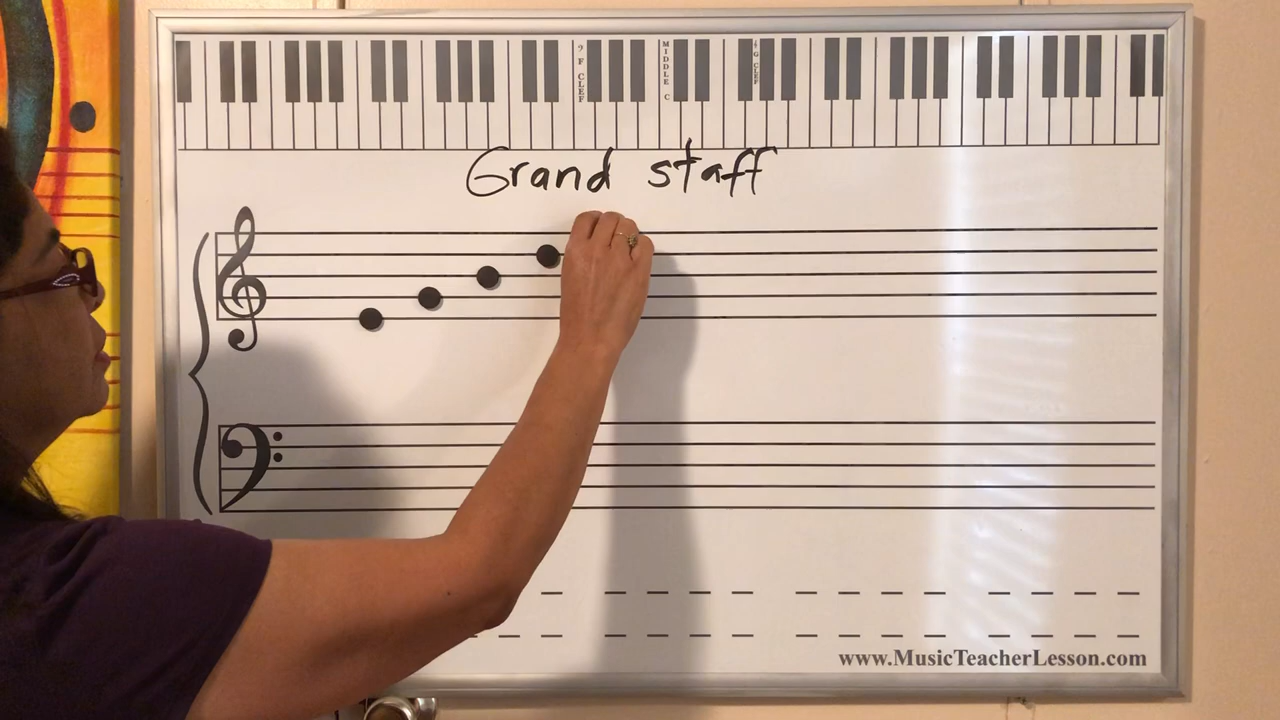 F CLEF
MIDDLE C
G CLEF
Grand staff
www.MusicTeacherLesson.com